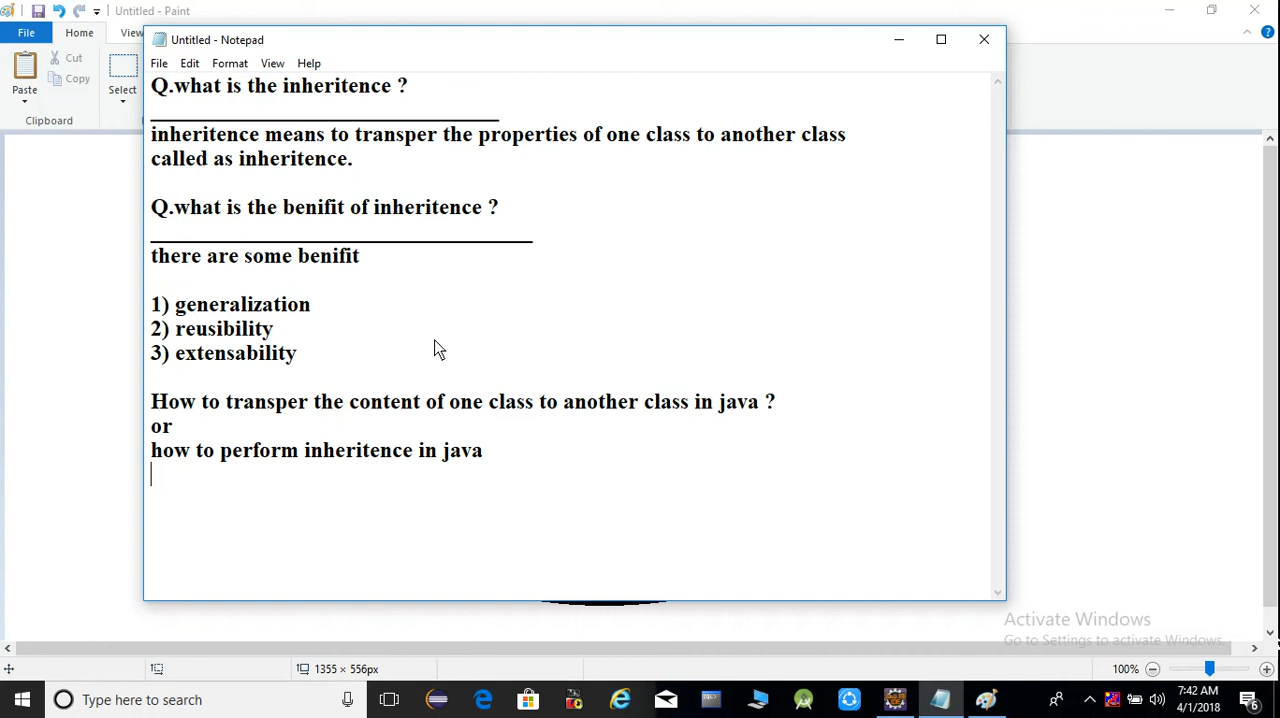 Untitled - Paint
File
Home
View
Paste
Cut
Copy
Select
Clipboard
Untitled - Notepad
File Edit Format View Help
Q.what is the inheritence ?
inheritence means to transper the properties of one class to another class
called as inheritence.
Q.what is the benifit of inheritence ?
there are some benifit
1) generalization
2) reusibility
3) extensability
How to transper the content of one class to another class in java ?
or
how to perform inheritence in java
Activate Windows
Go to Settings to activate Windows.
1355 × 556px
100%
Type here to search
7:42 AM
4/1/2018
6